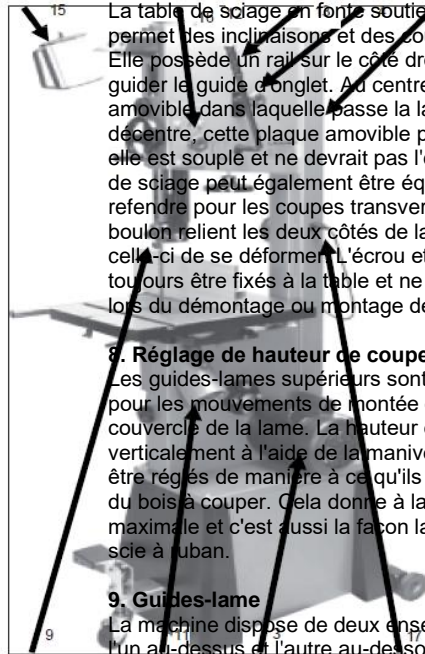 La table de sciage en fonte soutie
15
16 12
permet des inclinaisons et des cou
Elle possède un rail sur le côté dro
guider le guide d'onglet. Au centre
amovible dans laquelle passe la la
décentre, cette plaque amovible p
elle est souple et ne devrait pas l'e
de sciage peut également être éq
refendre pour les coupes transver
boulon relient les deux côtés de la
celle-ci de se déformer. L'écrou et
toujours être fixés à la table et ne
lors du démontage ou montage de
8. Réglage de hauteur de coupe
Les guides-lames supérieurs sont
pour les mouvements de montée
couvercle de la lame. La hauteur
verticalement à l'aide de la manive
être réglés de manière à ce qu'ils
du bois à couper. Cela donne à la
maximale et c'est aussi la façon la
scie à ruban.
9. Guides-lame
La machine dispose de deux ense
l'un au-dessus et l'autre au-desso
9 11 3 17